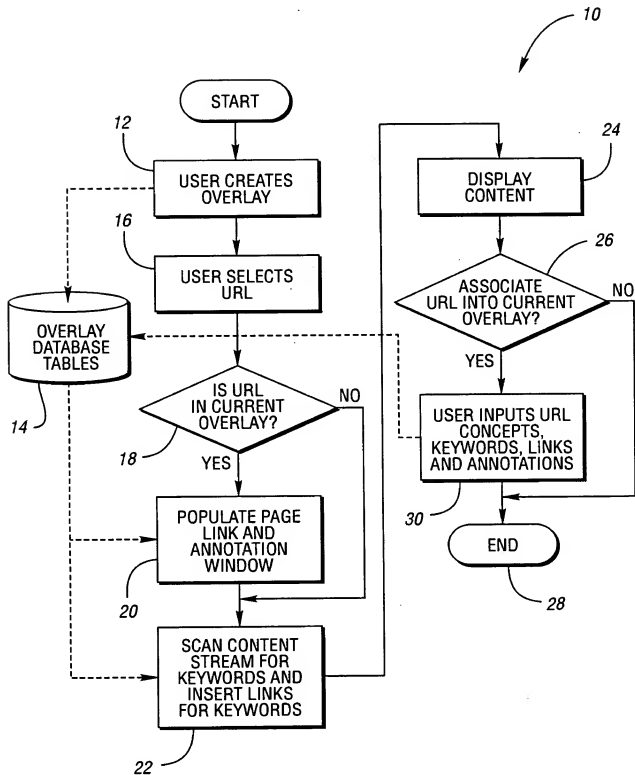 10
START
12
USER CREATES
OVERLAY
16
USER SELECTS
URL
OVERLAY
DATABASE
TABLES
14
IS URL
IN CURRENT
OVERLAY?
NO
18
YES
POPULATE PAGE
LINK AND
ANNOTATION
WINDOW
20
SCAN CONTENT
STREAM FOR
KEYWORDS AND
INSERT LINKS
FOR KEYWORDS
22
24
DISPLAY
CONTENT
26
ASSOCIATE
URL INTO CURRENT
OVERLAY?
NO
YES
USER INPUTS URL
CONCEPTS,
KEYWORDS, LINKS
AND ANNOTATIONS
30
END
28